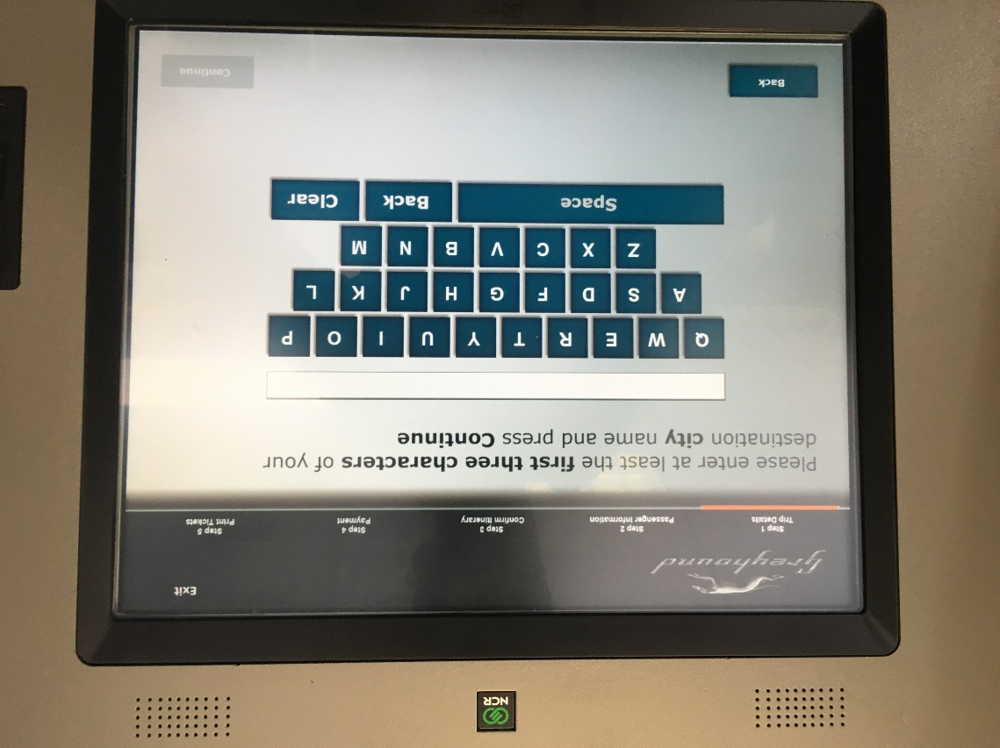 NCR
Exit
Greyhound
Step 1
Trip Details
Step 2
Passenger Information
Step 3
Confirm Itinerary
Step 4
Payment
Step 5
Print Tickets
Please enter at least the first three characters of your
destination city name and press Continue
Q W E R T Y U I O P
A S D F G H J K L
Z X C V B N M
Space Back Clear
Back Continue